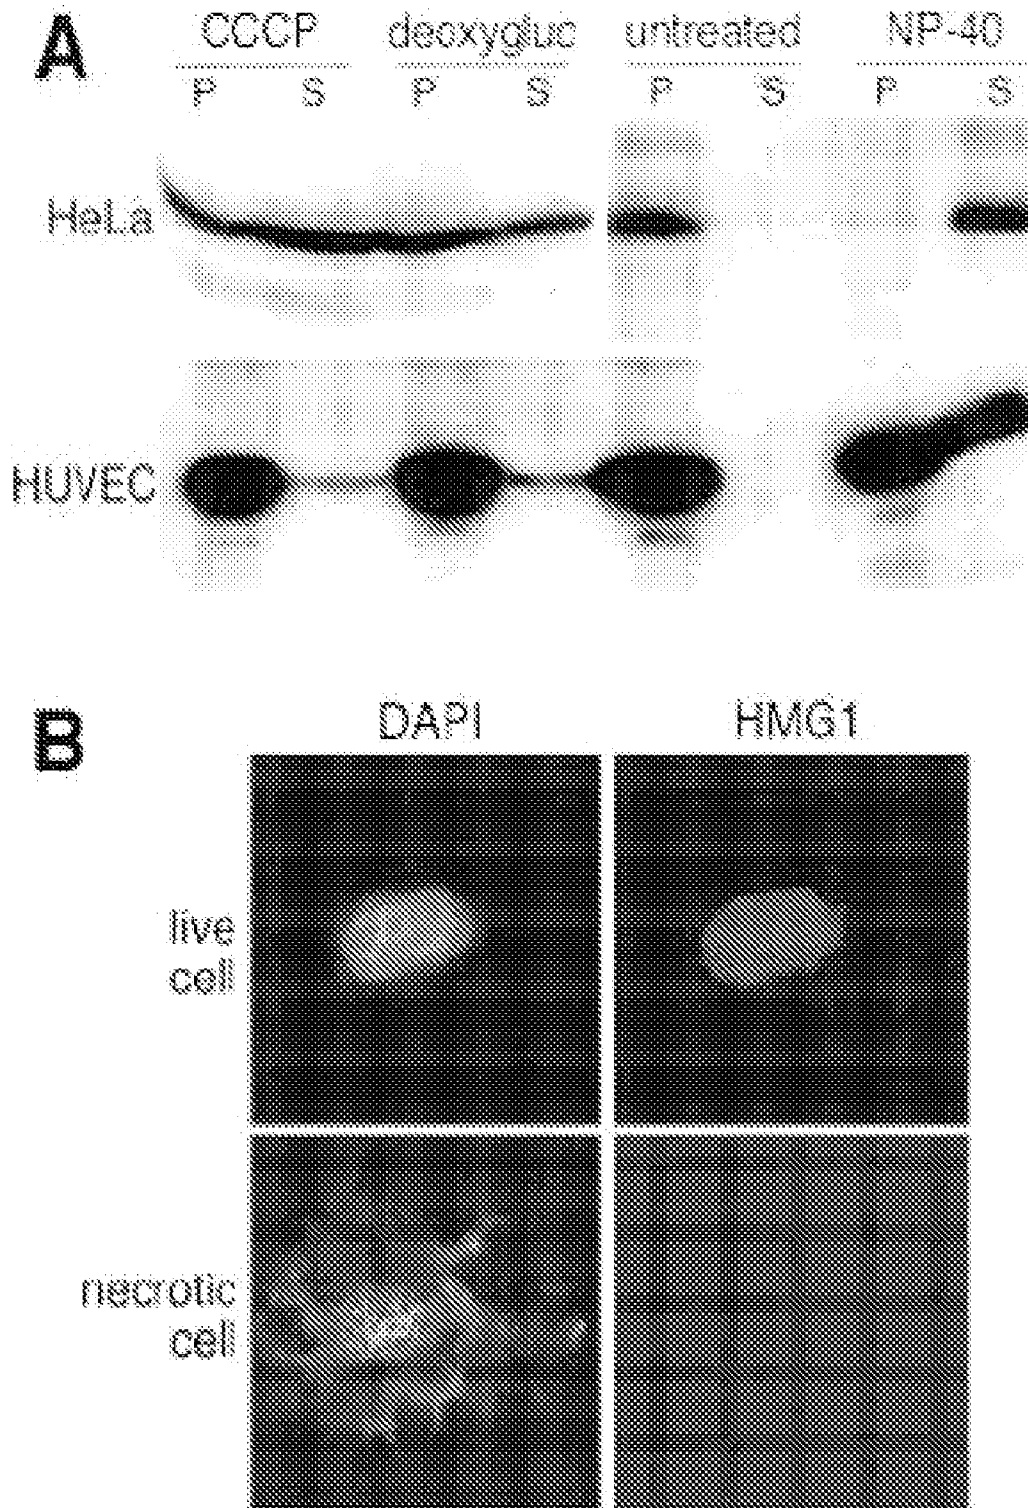 A
CCCP deoxygluc untreated NP-40
P S P S P S P S
HeLa
HUVEC
B
DAPI HMG1
live
cell
necrotic
cell